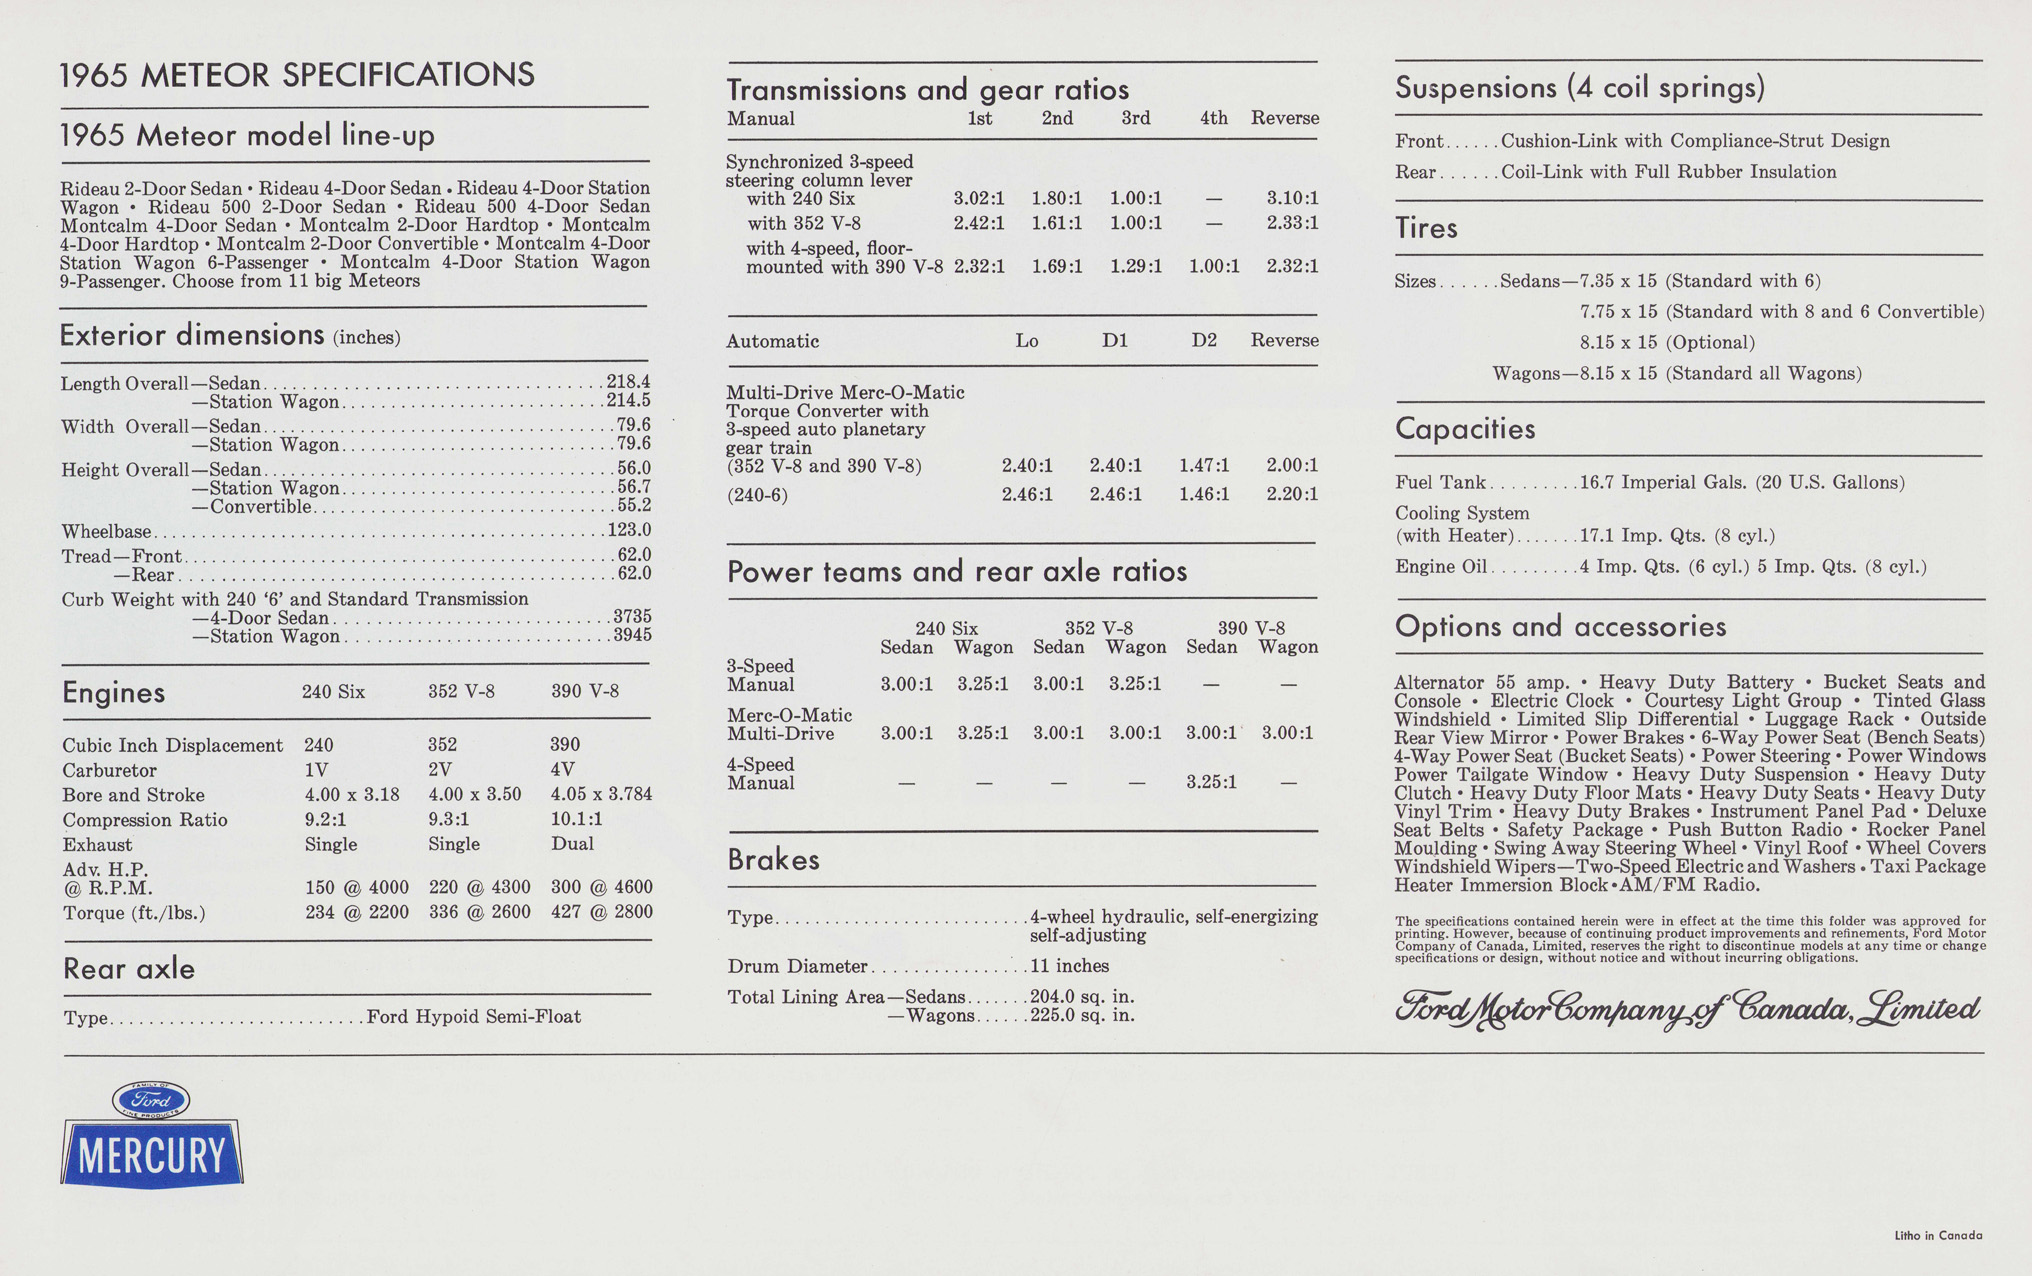 1965 METEOR SPECIFICATIONS
1965 Meteor model line-up
Rideau 2-Door Sedan • Rideau 4-Door Sedan • Rideau 4-Door Station
Wagon • Rideau 500 2-Door Sedan • Rideau 500 4-Door Sedan
Montcalm 4-Door Sedan • Montcalm 2-Door Hardtop • Montcalm
4-Door Hardtop • Montcalm 2-Door Convertible • Montcalm 4-Door
Station Wagon 6-Passenger • Montcalm 4-Door Station Wagon
9-Passenger. Choose from 11 big Meteors
Exterior dimensions (inches)
Length Overall—Sedan 218.4
—Station Wagon 214.5
Width Overall—Sedan 79.6
—Station Wagon 79.6
Height Overall—Sedan 56.0
—Station Wagon 56.7
—Convertible 55.2
Wheelbase 123.0
Tread—Front 62.0
—Rear 62.0
Curb Weight with 240 ‘6’ and Standard Transmission
—4-Door Sedan 3735
—Station Wagon 3945
Engines 240 Six 352 V-8 390 V-8
Cubic Inch Displacement 240 352 390
Carburetor 1V 2V 4V
Bore and Stroke 4.00 x 3.18 4.00 x 3.50 4.05 x 3.784
Compression Ratio 9.2:1 9.3:1 10.1:1
Exhaust Single Single Dual
Adv. H.P.
@ R.P.M. 150 @ 4000 220 @ 4300 300 @ 4600
Torque (ft./lbs.) 234 @ 2200 336 @ 2600 427 @ 2800
Rear axle
Type Ford Hypoid Semi-Float
Transmissions and gear ratios
Manual 1st 2nd 3rd 4th Reverse
Synchronized 3-speed
steering column lever
with 240 Six 3.02:1 1.80:1 1.00:1 — 3.10:1
with 352 V-8 2.42:1 1.61:1 1.00:1 — 2.33:1
with 4-speed, floor-
mounted with 390 V-8 2.32:1 1.69:1 1.29:1 1.00:1 2.32:1
Automatic Lo D1 D2 Reverse
Multi-Drive Merc-O-Matic
Torque Converter with
3-speed auto planetary
gear train
(352 V-8 and 390 V-8) 2.40:1 2.40:1 1.47:1 2.00:1
(240-6) 2.46:1 2.46:1 1.46:1 2.20:1
Power teams and rear axle ratios
240 Six 352 V-8 390 V-8
Sedan Wagon Sedan Wagon Sedan Wagon
3-Speed
Manual 3.00:1 3.25:1 3.00:1 3.25:1 — —
Merc-O-Matic
Multi-Drive 3.00:1 3.25:1 3.00:1 3.00:1 3.00:1 3.00:1
4-Speed
Manual — — — — 3.25:1 —
Brakes
Type 4-wheel hydraulic, self-energizing
self-adjusting
Drum Diameter 11 inches
Total Lining Area—Sedans 204.0 sq. in.
—Wagons 225.0 sq. in.
Suspensions (4 coil springs)
Front Cushion-Link with Compliance-Strut Design
Rear Coil-Link with Full Rubber Insulation
Tires
Sizes Sedans—7.35 x 15 (Standard with 6)
7.75 x 15 (Standard with 8 and 6 Convertible)
8.15 x 15 (Optional)
Wagons—8.15 x 15 (Standard all Wagons)
Capacities
Fuel Tank 16.7 Imperial Gals. (20 U.S. Gallons)
Cooling System
(with Heater) 17.1 Imp. Qts. (8 cyl.)
Engine Oil 4 Imp. Qts. (6 cyl.) 5 Imp. Qts. (8 cyl.)
Options and accessories
Alternator 55 amp. • Heavy Duty Battery • Bucket Seats and
Console • Electric Clock • Courtesy Light Group • Tinted Glass
Windshield • Limited Slip Differential • Luggage Rack • Outside
Rear View Mirror • Power Brakes • 6-Way Power Seat (Bench Seats)
4-Way Power Seat (Bucket Seats) • Power Steering • Power Windows
Power Tailgate Window • Heavy Duty Suspension • Heavy Duty
Clutch • Heavy Duty Floor Mats • Heavy Duty Seats • Heavy Duty
Vinyl Trim • Heavy Duty Brakes • Instrument Panel Pad • Deluxe
Seat Belts • Safety Package • Push Button Radio • Rocker Panel
Moulding • Swing Away Steering Wheel • Vinyl Roof • Wheel Covers
Windshield Wipers—Two-Speed Electric and Washers • Taxi Package
Heater Immersion Block • AM/FM Radio.
The specifications contained herein were in effect at the time this folder was approved for
printing. However, because of continuing product improvements and refinements, Ford Motor
Company of Canada, Limited, reserves the right to discontinue models at any time or change
specifications or design, without notice and without incurring obligations.
Ford Motor Company of Canada, Limited
FAMILY OF
Ford
FINE PRODUCTS
MERCURY
Litho in Canada